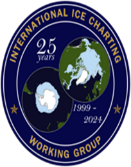 INTERNATIONAL ICE CHARTING
25
years
1999 -
2024
WORKING GROUP